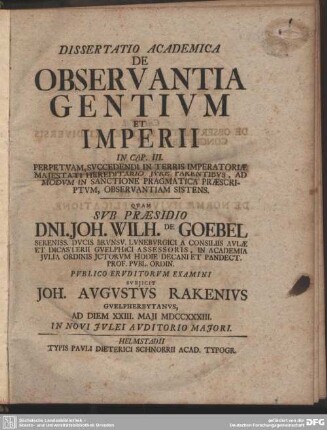 DISSERTATIO ACADEMICA
DE
OBSERVANTIA
GENTIVM
ET
IMPERII
IN CAP. III.
PERPETVAM, SVCCEDENDI IN TERRIS IMPERATORIÆ
MAJESTATI HEREDITARIO JURE PARENTIBVS, AD
MODVM IN SANCTIONE PRAGMATICA PRÆSCRI-
PTVM, OBSERVANTIAM SISTENS.
QVAM
SVB PRÆSIDIO
DNI. JOH. WILH. DE GOEBEL
SERENISS. DVCIS BRVNSV. LVNEBVRGICI A CONSILIIS AVLÆ
ET DICASTERII GVELPHICI ASSESSORIS, IN ACADEMIA
JVLIA ORDINIS JCTORVM HODIE DECANI ET PANDECT.
PROF. PVBL. ORDIN.
PVBLICO ERVDITORVM EXAMINI
SVBJICIT
JOH. AVGVSTVS RAKENIVS
GVELPHERBYTANVS,
AD DIEM XXIII. MAJI MDCCXXXIII.
IN NOVI JVLEI AVDITORIO MAJORI.
HELMSTADII
TYPIS PAVLI DIETERICI SCHNORRII ACAD. TYPOGR.